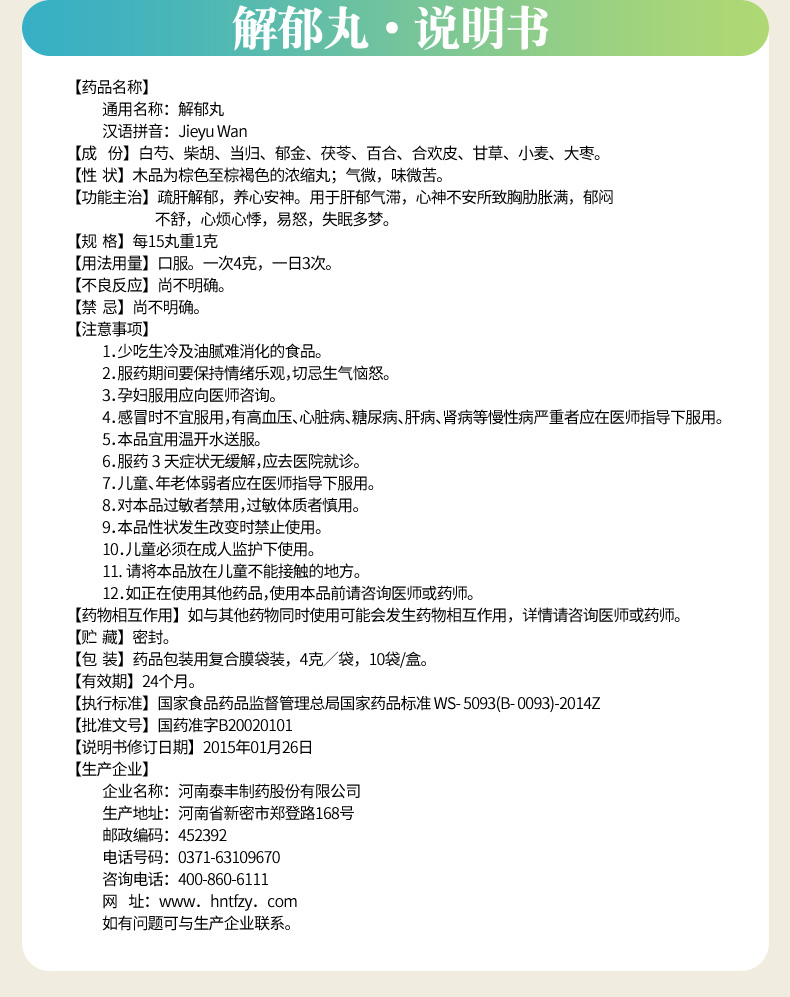 解郁丸·说明书
【药品名称】
通用名称：解郁丸
汉语拼音：Jieyu Wan
【成 份】白芍、柴胡、当归、郁金、茯苓、百合、合欢皮、甘草、小麦、大枣。
【性 状】木品为棕色至棕褐色的浓缩丸；气微，味微苦。
【功能主治】疏肝解郁，养心安神。用于肝郁气滞，心神不安所致胸肋胀满，郁闷
不舒，心烦心悸，易怒，失眠多梦。
【规 格】每15丸重1克
【用法用量】口服。一次4克，一日3次。
【不良反应】尚不明确。
【禁 忌】尚不明确。
【注意事项】
1.少吃生冷及油腻难消化的食品。
2.服药期间要保持情绪乐观,切忌生气恼怒。
3.孕妇服用应向医师咨询。
4.感冒时不宜服用,有高血压、心脏病、糖尿病、肝病、肾病等慢性病严重者应在医师指导下服用。
5.本品宜用温开水送服。
6.服药 3 天症状无缓解,应去医院就诊。
7.儿童、年老体弱者应在医师指导下服用。
8.对本品过敏者禁用,过敏体质者慎用。
9.本品性状发生改变时禁止使用。
10.儿童必须在成人监护下使用。
11. 请将本品放在儿童不能接触的地方。
12.如正在使用其他药品,使用本品前请咨询医师或药师。
【药物相互作用】如与其他药物同时使用可能会发生药物相互作用，详情请咨询医师或药师。
【贮 藏】密封。
【包 装】药品包装用复合膜袋装，4克／袋，10袋/盒。
【有效期】24个月。
【执行标准】国家食品药品监督管理总局国家药品标准 WS- 5093(B- 0093)-2014Z
【批准文号】国药准字B20020101
【说明书修订日期】2015年01月26日
【生产企业】
企业名称：河南泰丰制药股份有限公司
生产地址：河南省新密市郑登路168号
邮政编码：452392
电话号码：0371-63109670
咨询电话：400-860-6111
网 址：www．hntfzy．com
如有问题可与生产企业联系。